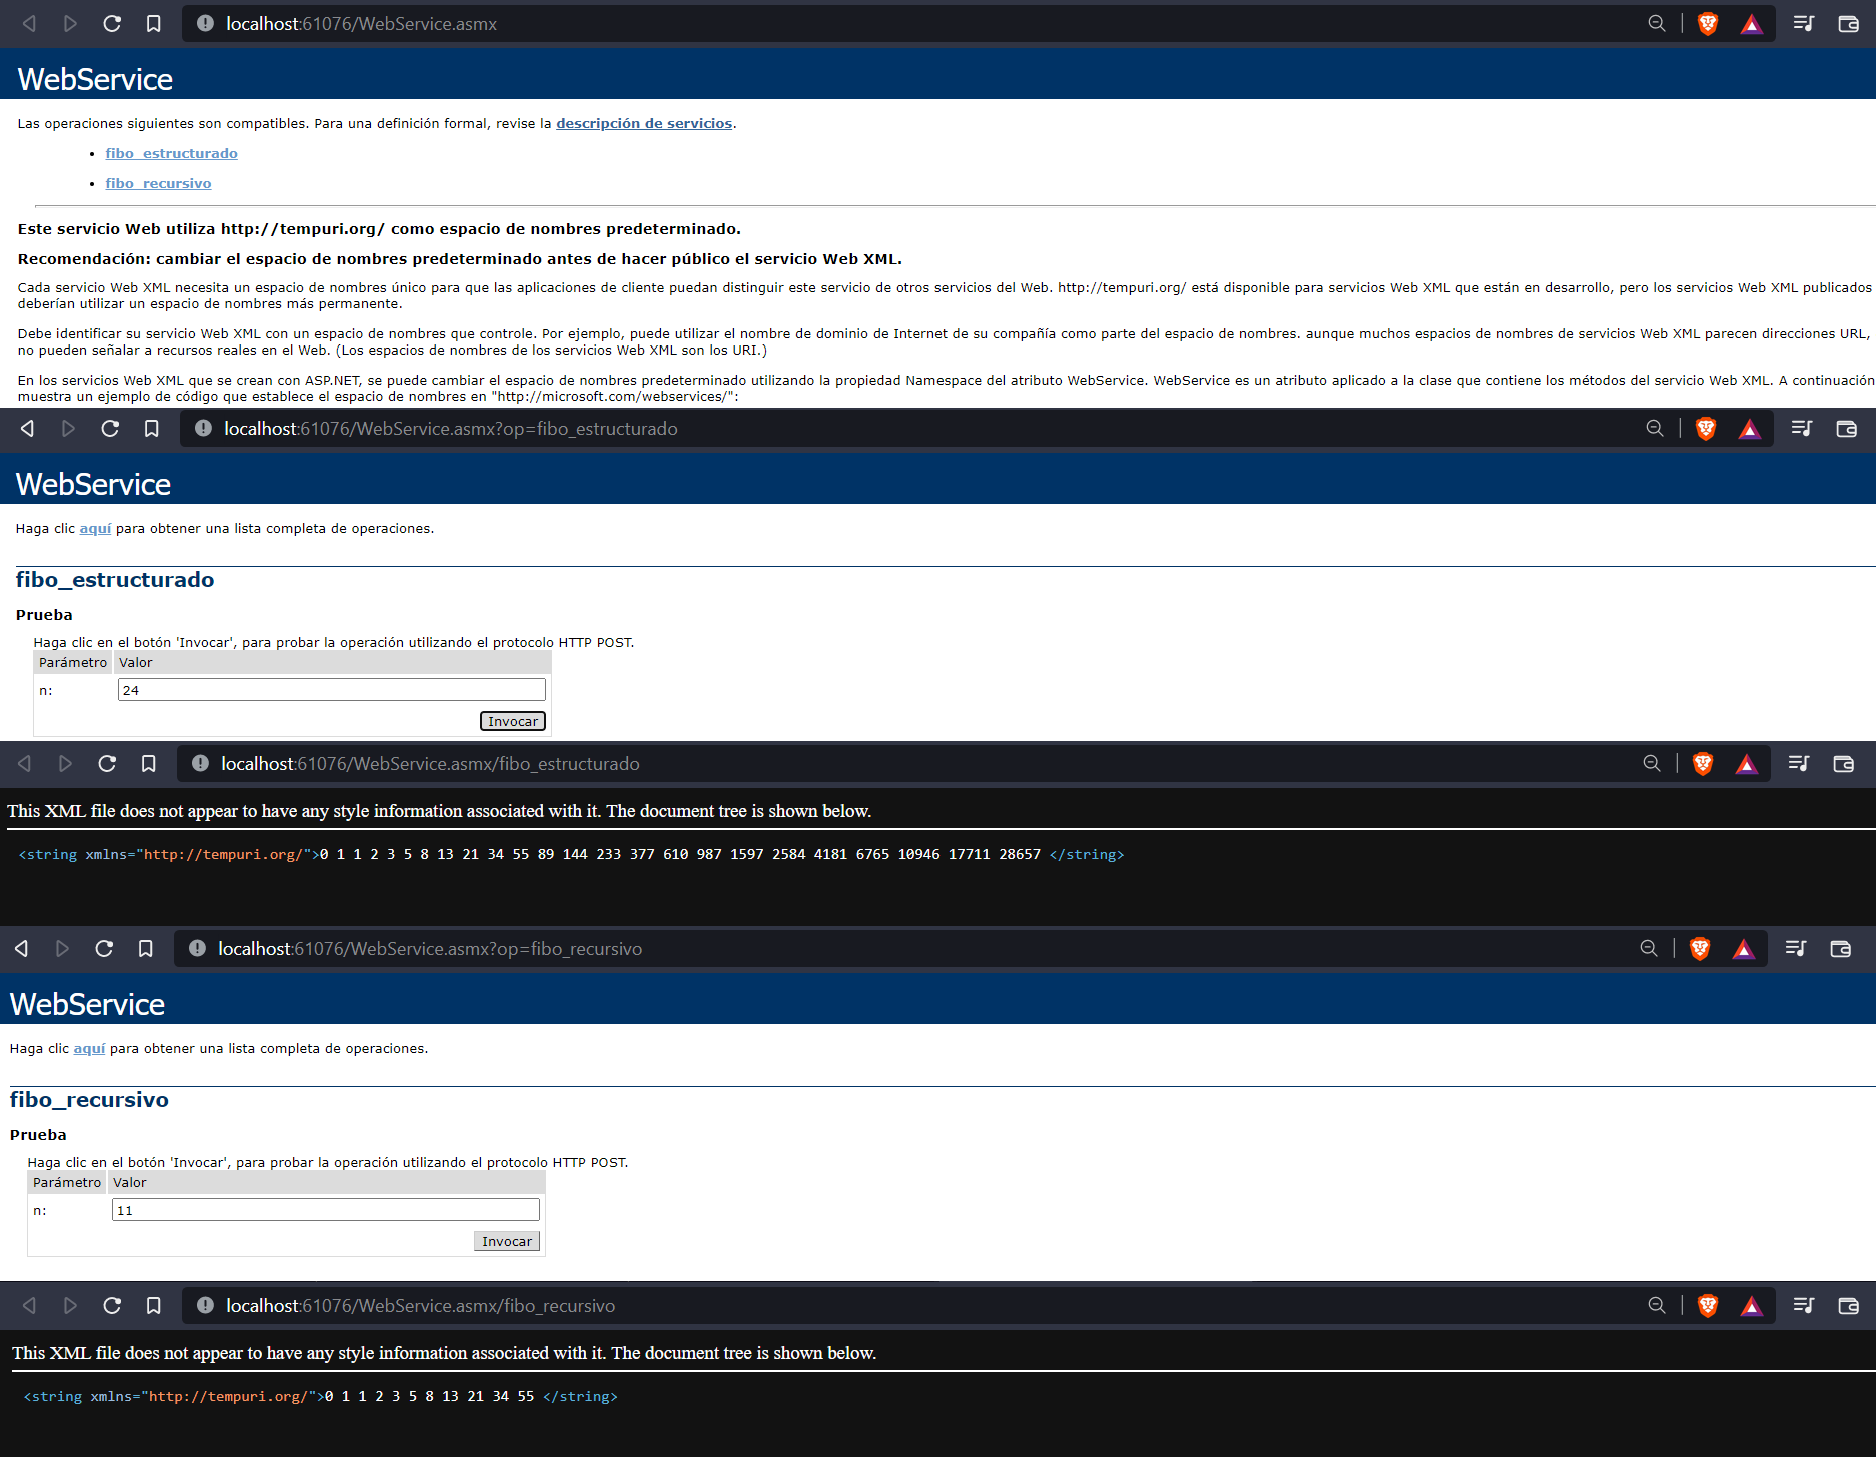 localhost:61076/WebService.asmx
WebService
Las operaciones siguientes son compatibles. Para una definición formal, revise la descripción de servicios.
• fibo_estructurado
• fibo_recursivo
Este servicio Web utiliza http://tempuri.org/ como espacio de nombres predeterminado.
Recomendación: cambiar el espacio de nombres predeterminado antes de hacer público el servicio Web XML.
Cada servicio Web XML necesita un espacio de nombres único para que las aplicaciones de cliente puedan distinguir este servicio de otros servicios del Web. http://tempuri.org/ está disponible para servicios Web XML que están en desarrollo, pero los servicios Web XML publicados
deberían utilizar un espacio de nombres más permanente.
Debe identificar su servicio Web XML con un espacio de nombres que controle. Por ejemplo, puede utilizar el nombre de dominio de Internet de su compañía como parte del espacio de nombres. aunque muchos espacios de nombres de servicios Web XML parecen direcciones URL,
no pueden señalar a recursos reales en el Web. (Los espacios de nombres de los servicios Web XML son los URI.)
En los servicios Web XML que se crean con ASP.NET, se puede cambiar el espacio de nombres predeterminado utilizando la propiedad Namespace del atributo WebService. WebService es un atributo aplicado a la clase que contiene los métodos del servicio Web XML. A continuación
muestra un ejemplo de código que establece el espacio de nombres en "http://microsoft.com/webservices/":
localhost:61076/WebService.asmx?op=fibo_estructurado
WebService
Haga clic aquí para obtener una lista completa de operaciones.
fibo_estructurado
Prueba
Haga clic en el botón 'Invocar', para probar la operación utilizando el protocolo HTTP POST.
Parámetro Valor
n: 24
Invocar
localhost:61076/WebService.asmx/fibo_estructurado
This XML file does not appear to have any style information associated with it. The document tree is shown below.
<string xmlns="http://tempuri.org/">0 1 1 2 3 5 8 13 21 34 55 89 144 233 377 610 987 1597 2584 4181 6765 10946 17711 28657 </string>
localhost:61076/WebService.asmx?op=fibo_recursivo
WebService
Haga clic aquí para obtener una lista completa de operaciones.
fibo_recursivo
Prueba
Haga clic en el botón 'Invocar', para probar la operación utilizando el protocolo HTTP POST.
Parámetro Valor
n: 11
Invocar
localhost:61076/WebService.asmx/fibo_recursivo
This XML file does not appear to have any style information associated with it. The document tree is shown below.
<string xmlns="http://tempuri.org/">0 1 1 2 3 5 8 13 21 34 55 </string>